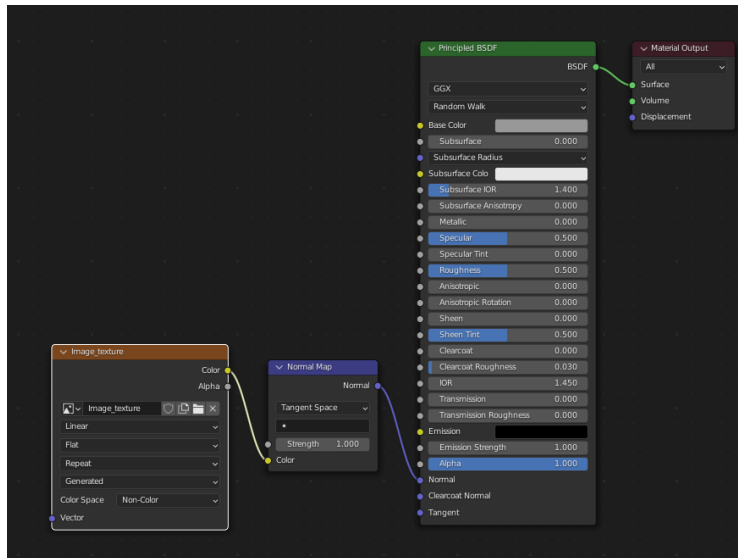 Image_texture
Color
Alpha
Image_texture
Linear
Flat
Repeat
Generated
Color Space Non-Color
Vector
Normal Map
Normal
Tangent Space
Strength 1.000
Color
Principled BSDF
BSDF
GGX
Random Walk
Base Color
Subsurface 0.000
Subsurface Radius
Subsurface Colo
Subsurface IOR 1.400
Subsurface Anisotropy 0.000
Metallic 0.000
Specular 0.500
Specular Tint 0.000
Roughness 0.500
Anisotropic 0.000
Anisotropic Rotation 0.000
Sheen 0.000
Sheen Tint 0.500
Clearcoat 0.000
Clearcoat Roughness 0.030
IOR 1.450
Transmission 0.000
Transmission Roughness 0.000
Emission
Emission Strength 1.000
Alpha 1.000
Normal
Clearcoat Normal
Tangent
Material Output
All
Surface
Volume
Displacement